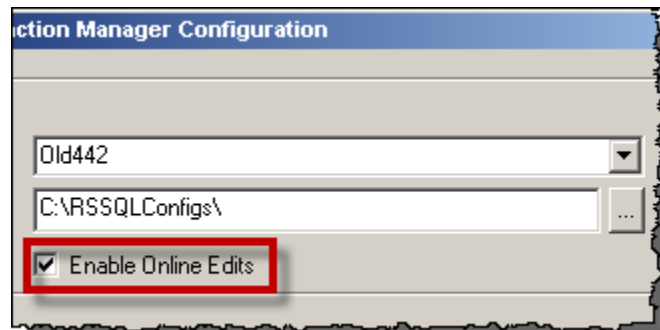 ction Manager Configuration
Old442
C:\RSSQLConfigs\
...
Enable Online Edits